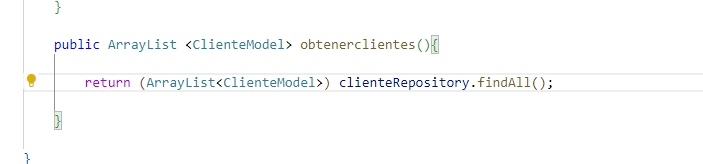 }
public ArrayList <ClienteModel> obtenerclientes(){
return (ArrayList<ClienteModel>) clienteRepository.findAll();
}
}